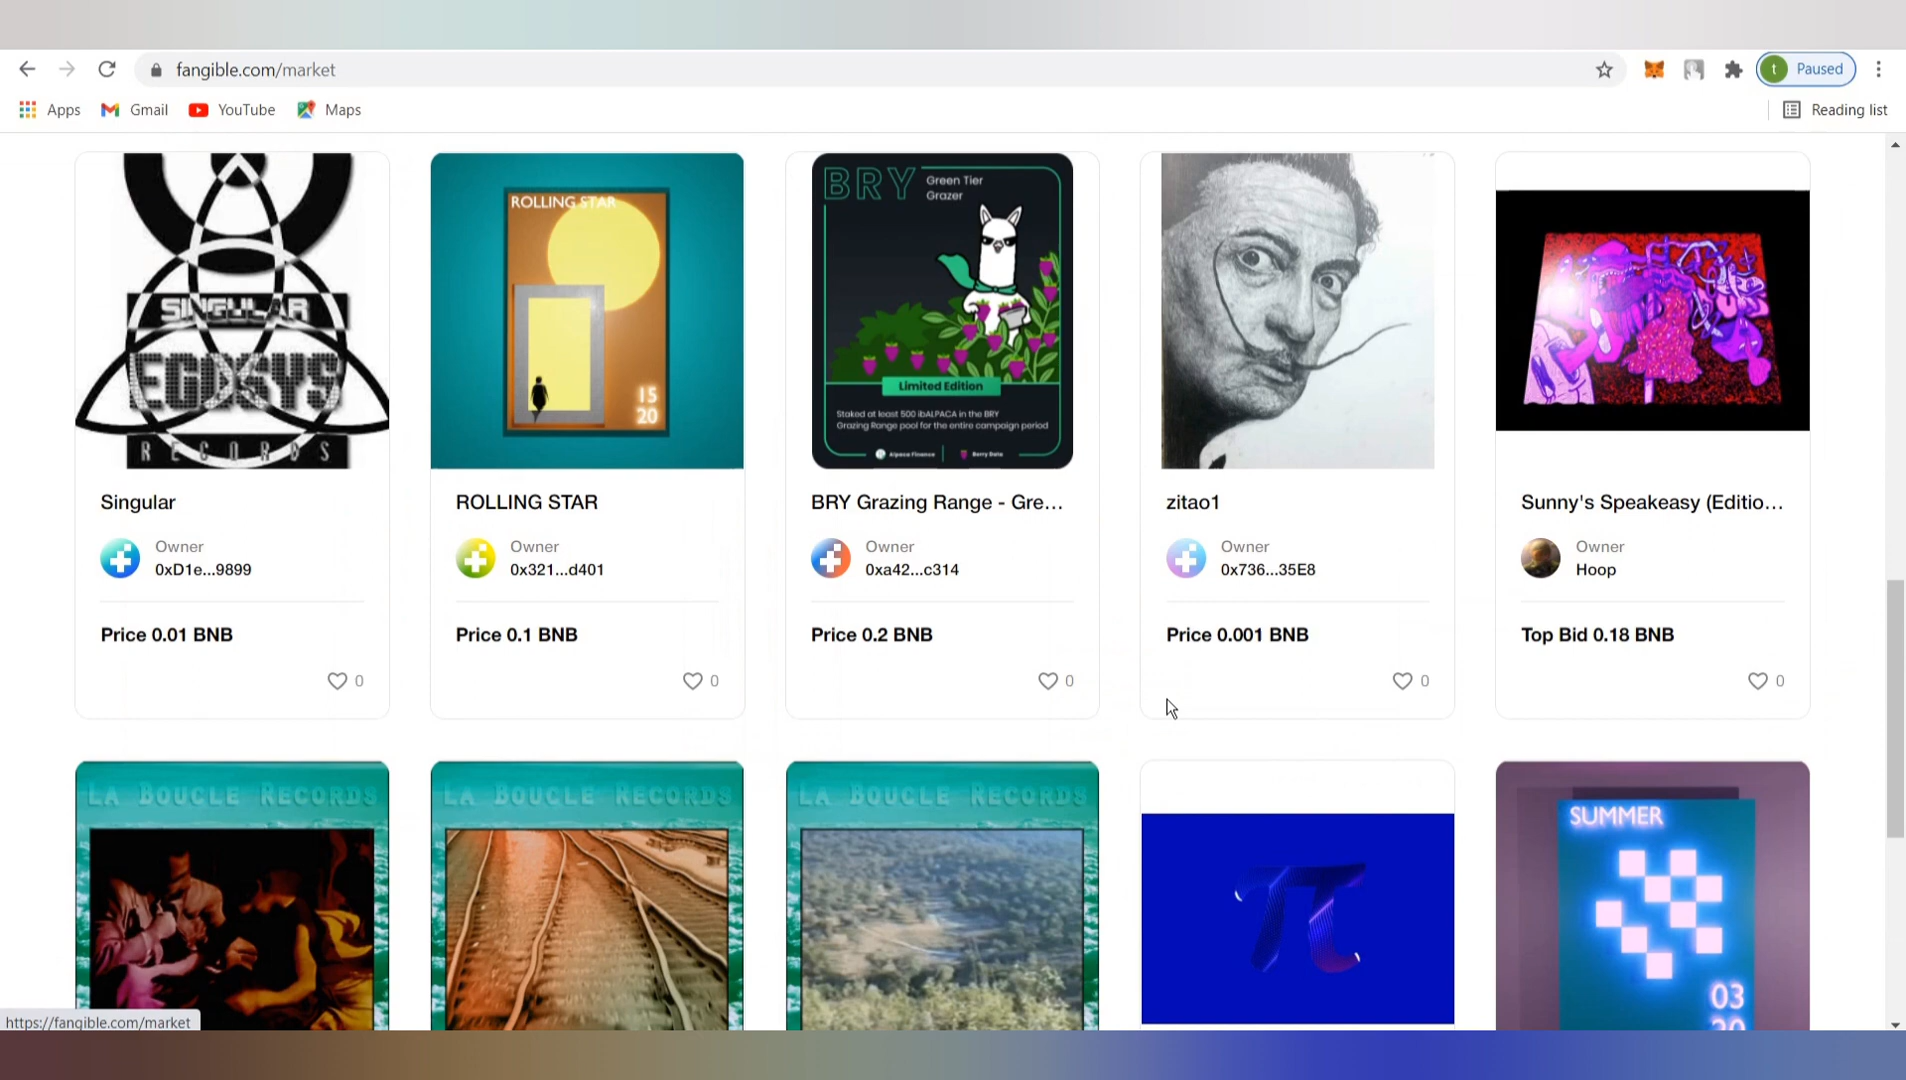 fangible.com/market
Paused
Apps
Gmail
YouTube
Maps
Reading list
SINGULAR
EGOSYS
RECORDS
ROLLING STAR
15
20
BRY
Green Tier
Grazer
Limited Edition
Staked at least 500 ibALPACA in the BRY
Grazing Range pool for the entire campaign period
Alpaca Finance
Berry Data
Singular
Owner
0xD1e...9899
Price 0.01 BNB
0
ROLLING STAR
Owner
0x321...d401
Price 0.1 BNB
0
BRY Grazing Range - Gre...
Owner
0xa42...c314
Price 0.2 BNB
0
zitao1
Owner
0x736...35E8
Price 0.001 BNB
0
Sunny's Speakeasy (Editio...
Owner
Hoop
Top Bid 0.18 BNB
0
LA BOUCLE RECORDS
LA BOUCLE RECORDS
LA BOUCLE RECORDS
π
SUMMER
03
20
https://fangible.com/market
t